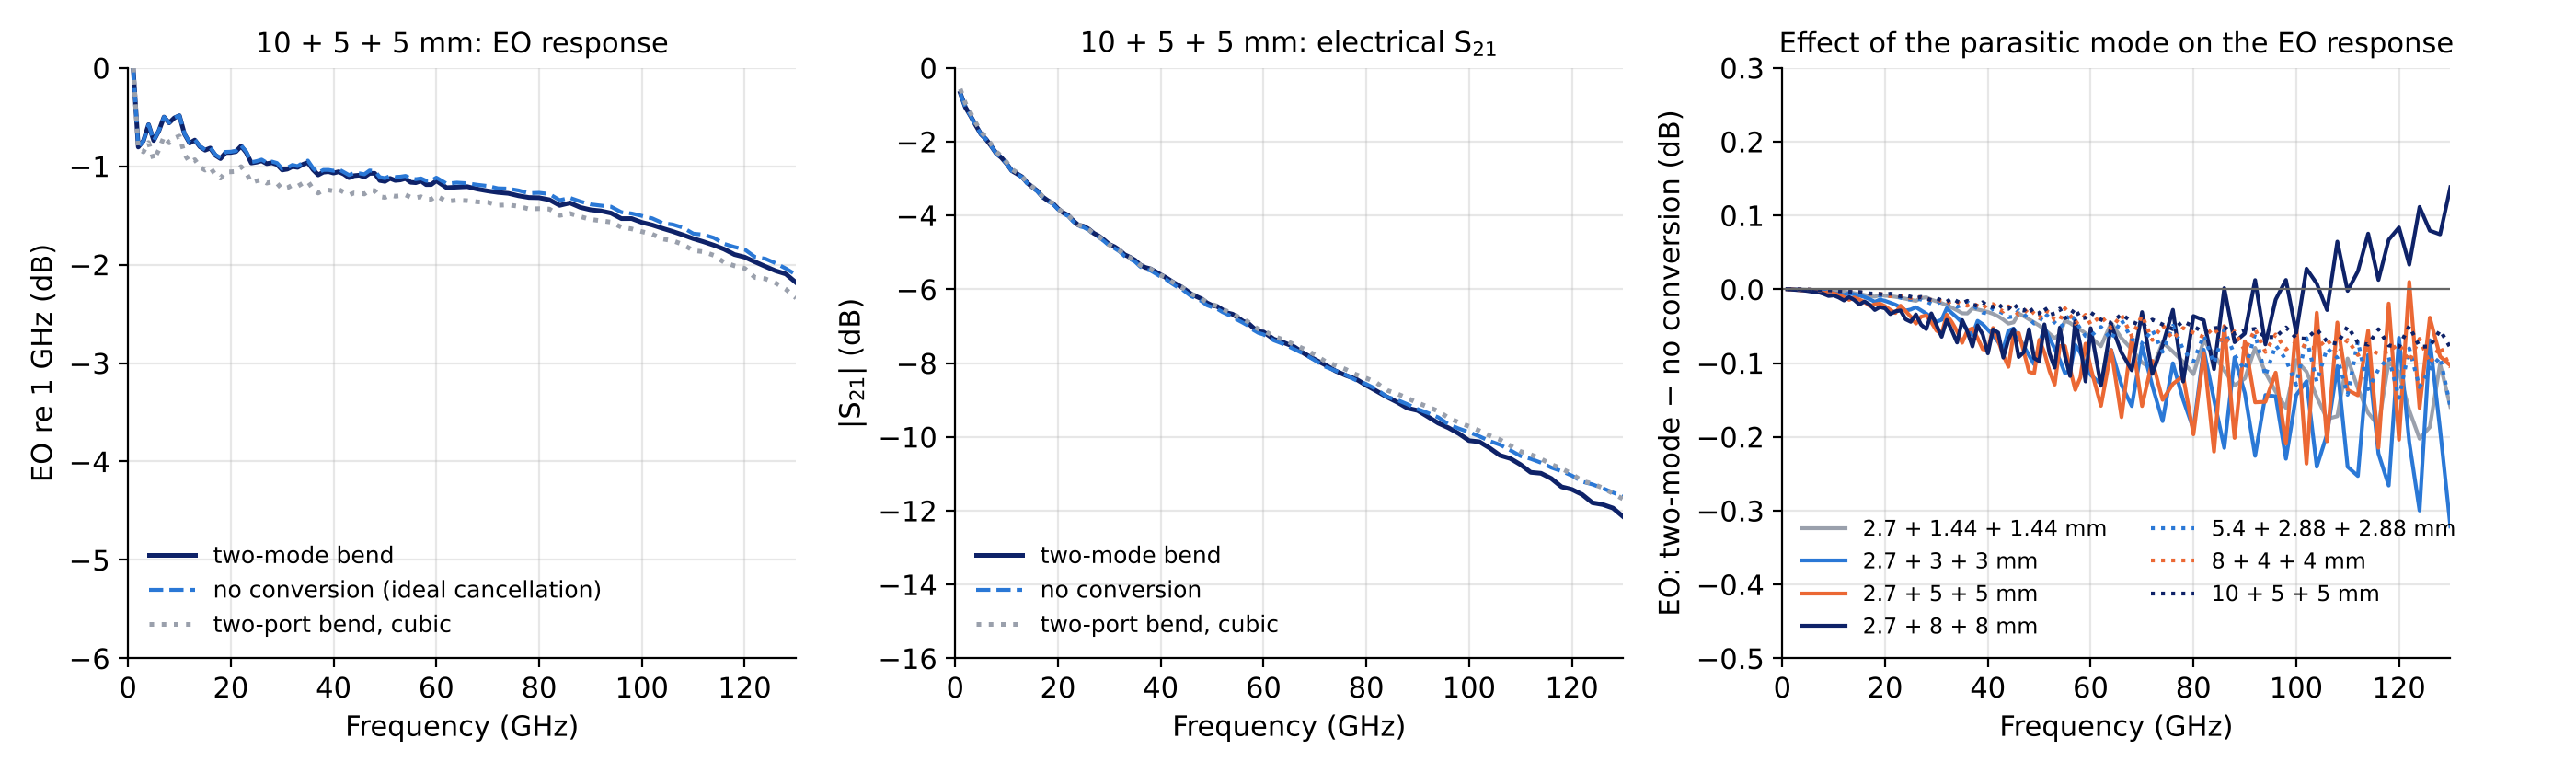 10 + 5 + 5 mm: EO response
EO re 1 GHz (dB)
0
−1
−2
−3
−4
−5
−6
two-mode bend
no conversion (ideal cancellation)
two-port bend, cubic
0 20 40 60 80 100 120
Frequency (GHz)
10 + 5 + 5 mm: electrical S₂₁
|S₂₁| (dB)
0
−2
−4
−6
−8
−10
−12
−14
−16
two-mode bend
no conversion
two-port bend, cubic
0 20 40 60 80 100 120
Frequency (GHz)
Effect of the parasitic mode on the EO response
EO: two-mode − no conversion (dB)
0.3
0.2
0.1
0.0
−0.1
−0.2
−0.3
−0.4
−0.5
2.7 + 1.44 + 1.44 mm
2.7 + 3 + 3 mm
2.7 + 5 + 5 mm
2.7 + 8 + 8 mm
5.4 + 2.88 + 2.88 mm
8 + 4 + 4 mm
10 + 5 + 5 mm
0 20 40 60 80 100 120
Frequency (GHz)